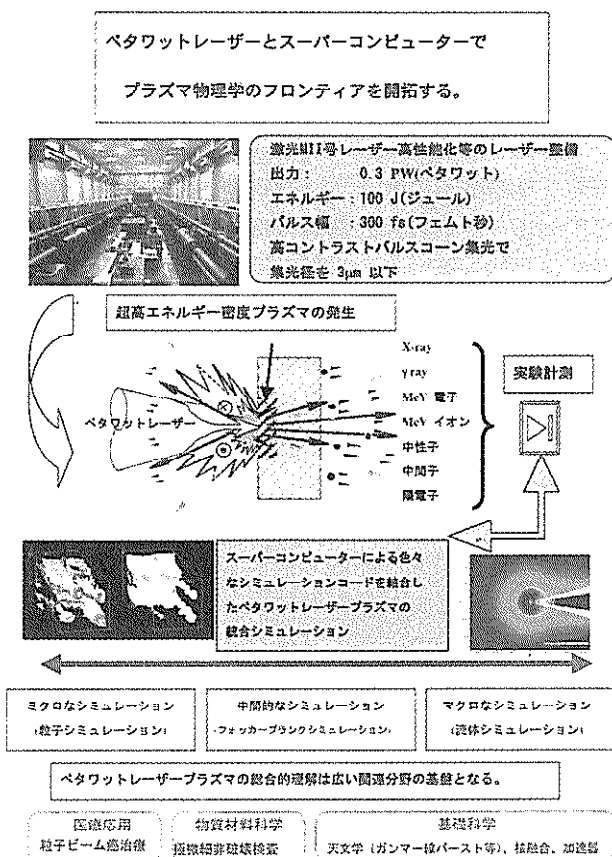 ペタワットレーザーとスーパーコンピューターで
プラズマ物理学のフロンティアを開拓する。
激光MII号レーザー高性能化等のレーザー整備
出力： 0.3 PW(ペタワット)
エネルギー：100 J(ジュール)
パルス幅 ：300 fs(フェムト秒)
高コントラストパルスコーン集光で
集光径を 3μm 以下
超高エネルギー密度プラズマの発生
ペタワットレーザー
X-ray
γ ray
MeV 電子
MeV イオン
中性子
中間子
陽電子
実験計測
スーパーコンピューターによる色々
なシミュレーションコードを結合し
たペタワットレーザープラズマの
統合シミュレーション
ミクロなシミュレーション
(粒子シミュレーション)
中間的なシミュレーション
(フォッカープランクシミュレーション)
マクロなシミュレーション
(流体シミュレーション)
ペタワットレーザープラズマの総合的理解は広い関連分野の基盤となる。
医療応用
粒子ビーム癌治療
物質材料科学
極微細非破壊検査
基礎科学
天文学（ガンマー線バースト等）、核融合、加速器